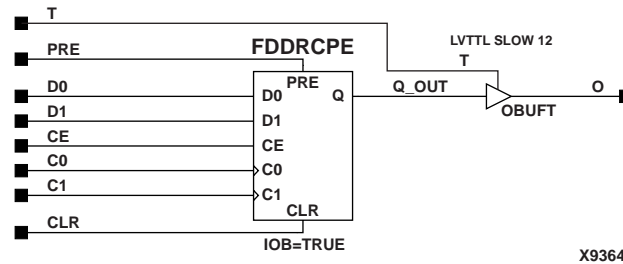 T
LVTTL SLOW 12
PRE
FDDRCPE
T
PRE
D0
D0
Q
Q_OUT
O
OBUFT
D1
D1
CE
CE
C0
C0
C1
C1
CLR
CLR
IOB=TRUE
X9364